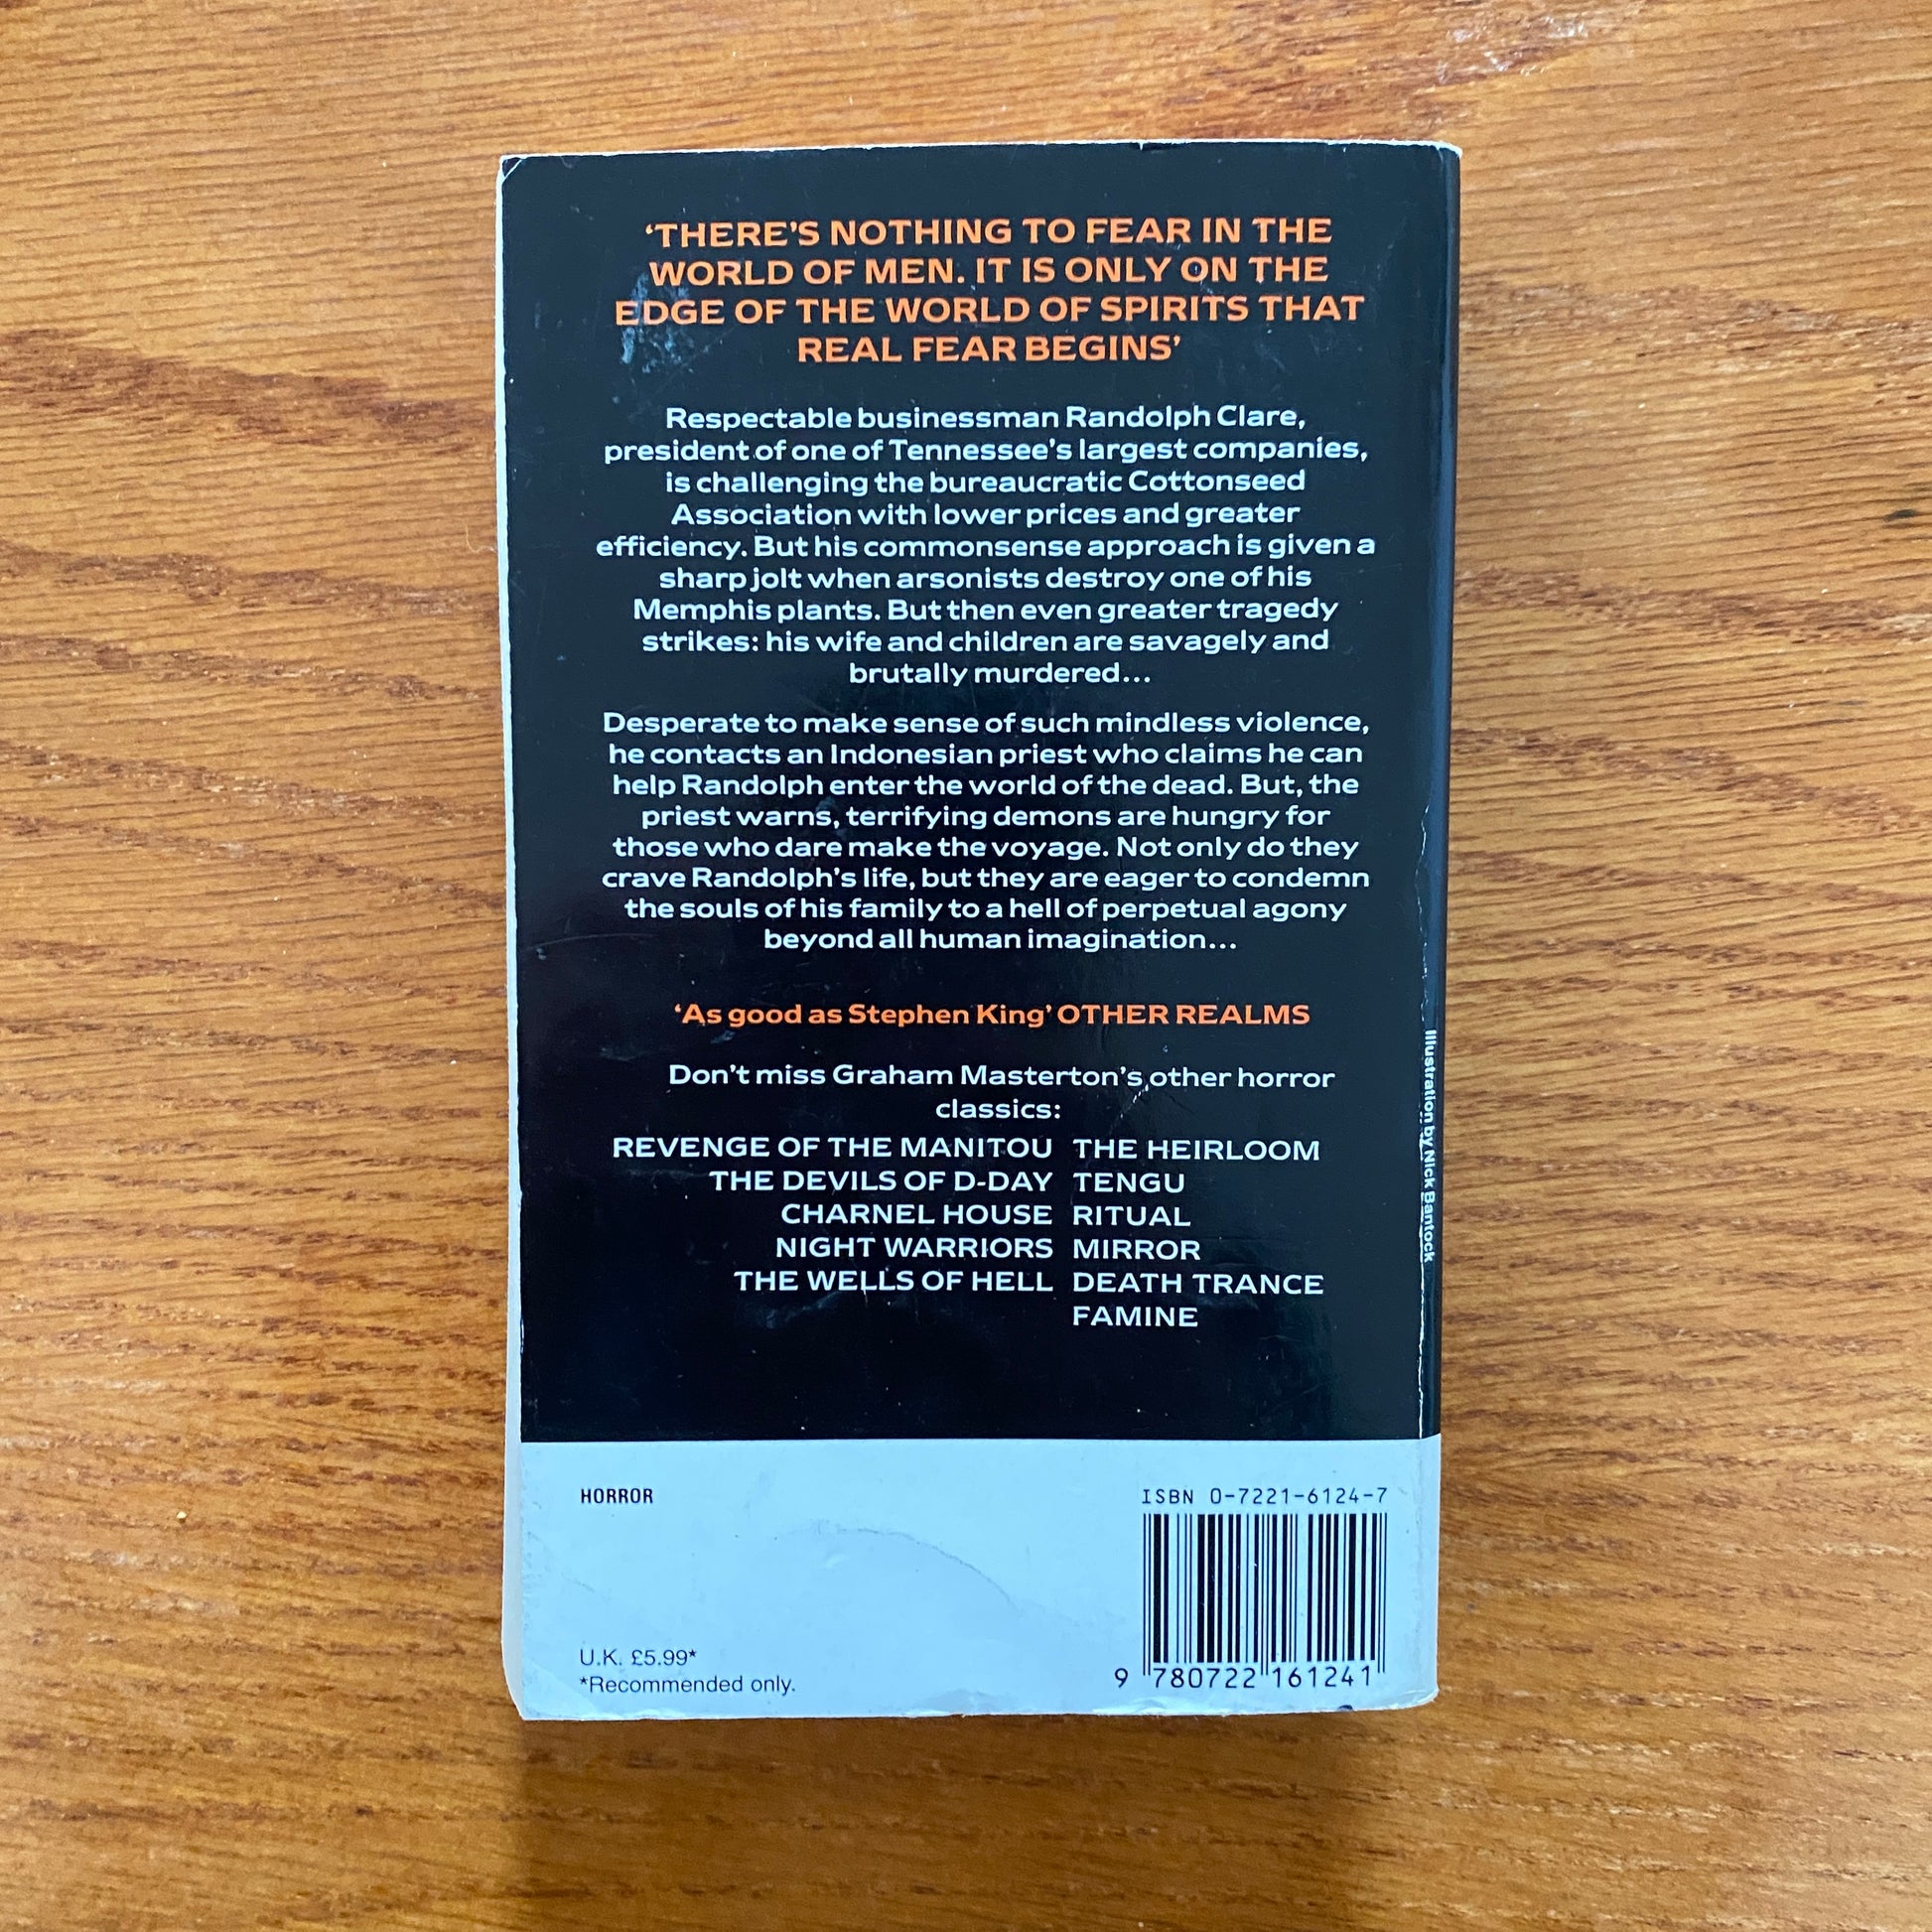 ‘THERE’S NOTHING TO FEAR IN THE
WORLD OF MEN. IT IS ONLY ON THE
EDGE OF THE WORLD OF SPIRITS THAT
REAL FEAR BEGINS’
Respectable businessman Randolph Clare,
president of one of Tennessee’s largest companies,
is challenging the bureaucratic Cottonseed
Association with lower prices and greater
efficiency. But his commonsense approach is given a
sharp jolt when arsonists destroy one of his
Memphis plants. But then even greater tragedy
strikes: his wife and children are savagely and
brutally murdered...
Desperate to make sense of such mindless violence,
he contacts an Indonesian priest who claims he can
help Randolph enter the world of the dead. But, the
priest warns, terrifying demons are hungry for
those who dare make the voyage. Not only do they
crave Randolph’s life, but they are eager to condemn
the souls of his family to a hell of perpetual agony
beyond all human imagination...
‘As good as Stephen King’ OTHER REALMS
Don’t miss Graham Masterton’s other horror
classics:
REVENGE OF THE MANITOU THE HEIRLOOM
THE DEVILS OF D-DAY TENGU
CHARNEL HOUSE RITUAL
NIGHT WARRIORS MIRROR
THE WELLS OF HELL DEATH TRANCE
FAMINE
Illustration by Nick Bantock
HORROR
ISBN 0-7221-6124-7
U.K. £5.99*
*Recommended only.
9 780722 161241